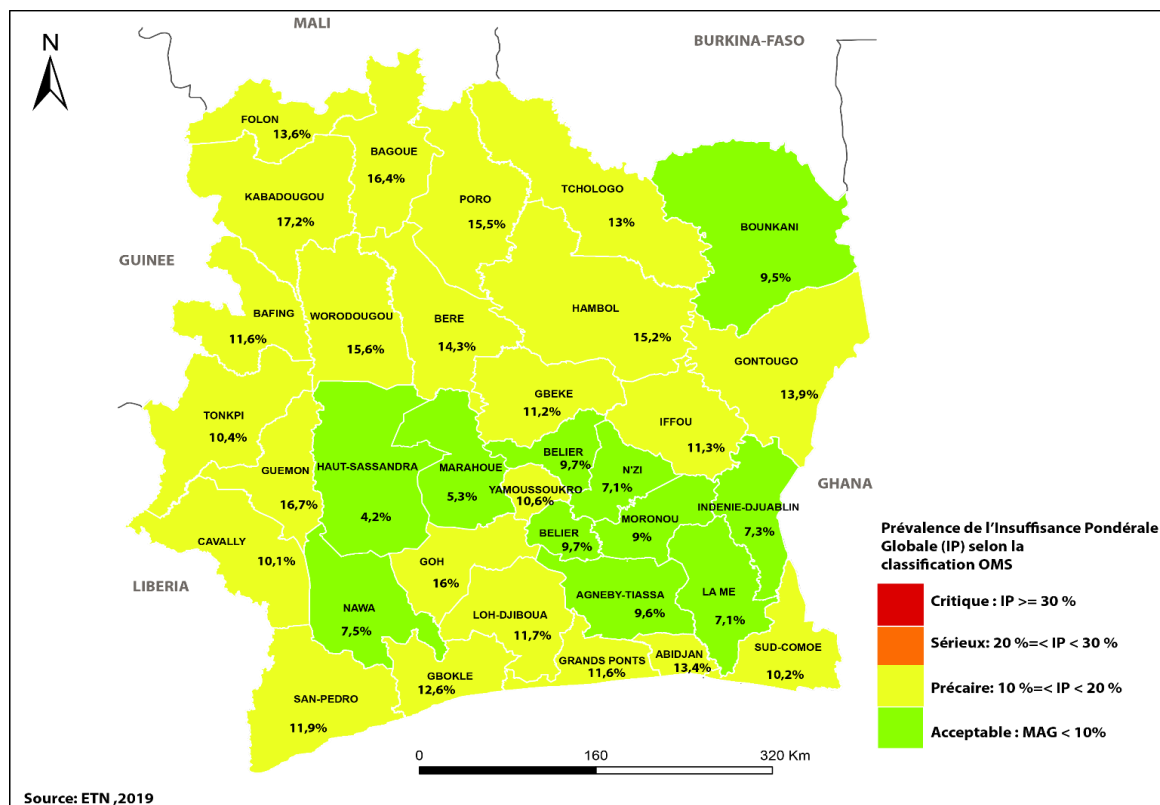 MALI
BURKINA-FASO
N
FOLON
13,6%
BAGOUE
16,4%
KABADOUGOU
17,2%
PORO
15,5%
TCHOLOGO
13%
BOUNKANI
9,5%
GUINEE
BAFING
11,6%
WORODOUGOU
15,6%
BERE
14,3%
HAMBOL
15,2%
GONTOUGO
13,9%
TONKPI
10,4%
GBEKE
11,2%
IFFOU
11,3%
GUEMON
16,7%
HAUT-SASSANDRA
4,2%
MARAHOUE
5,3%
BELIER
9,7%
N'ZI
7,1%
YAMOUSSOUKRO
10,6%
GHANA
INDENIE-DJUABLIN
7,3%
MORONOU
9%
BELIER
9,7%
CAVALLY
10,1%
LIBERIA
GOH
16%
NAWA
7,5%
LOH-DJIBOUA
11,7%
AGNEBY-TIASSA
9,6%
LA ME
7,1%
SUD-COMOE
10,2%
ABIDJAN
13,4%
GRANDS PONTS
11,6%
GBOKLE
12,6%
SAN-PEDRO
11,9%
Prévalence de l'Insuffisance Pondérale
Globale (IP) selon la
classification OMS
Critique : IP >= 30 %
Sérieux: 20 %=< IP < 30 %
Précaire: 10 %=< IP < 20 %
Acceptable : MAG < 10%
0 160 320 Km
Source: ETN ,2019